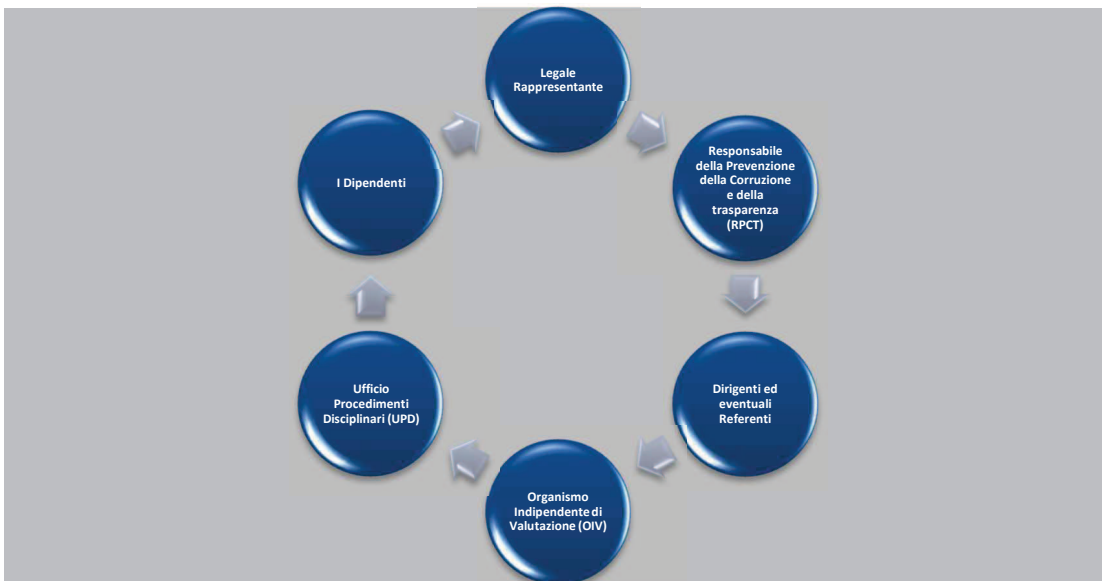 Legale
Rappresentante
Responsabile
della Prevenzione
della Corruzione
e della
trasparenza
(RPCT)
Dirigenti ed
eventuali
Referenti
Organismo
Indipendente di
Valutazione (OIV)
Ufficio
Procedimenti
Disciplinari (UPD)
I Dipendenti